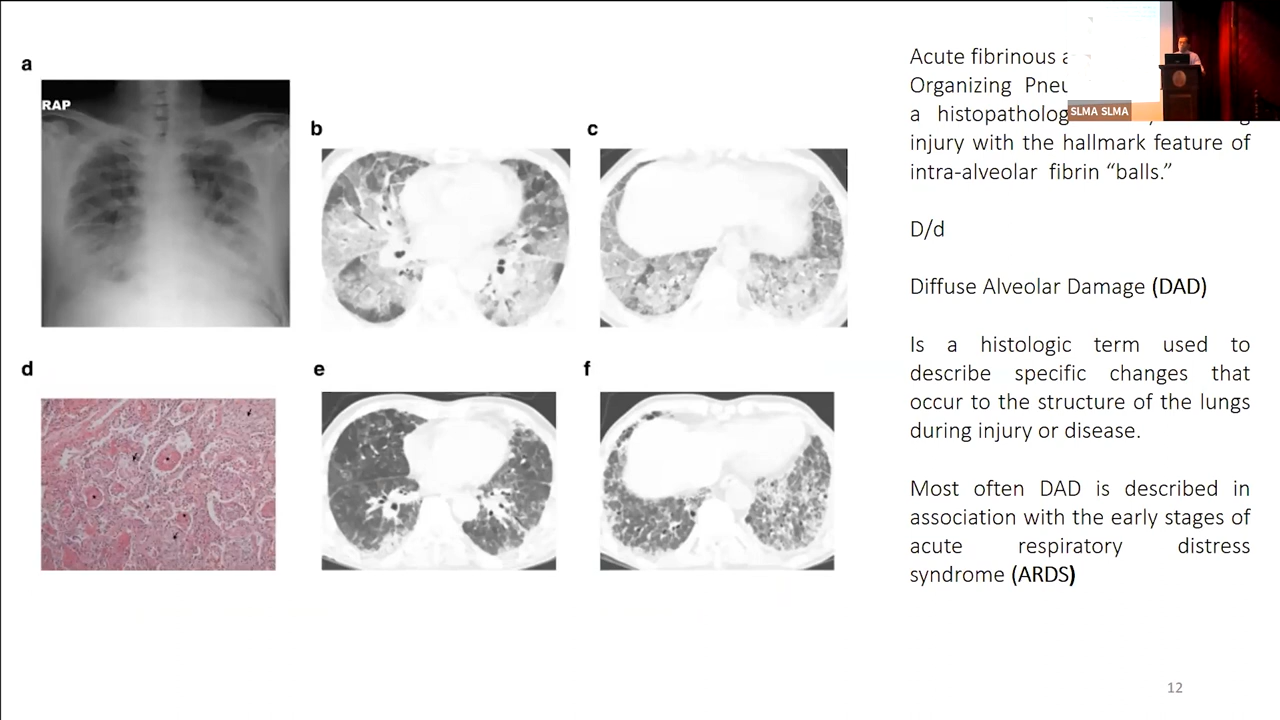 a
RAP
b
c
d
e
f
Acute fibrinous
Organizing
a
injury with the hallmark feature of
intra-alveolar fibrin “balls.”
D/d
Diffuse Alveolar Damage (DAD)
Is a histologic term used to
describe specific changes that
occur to the structure of the lungs
during injury or disease.
Most often DAD is described in
association with the early stages of
acute respiratory distress
syndrome (ARDS)
SLMA SLMA
12